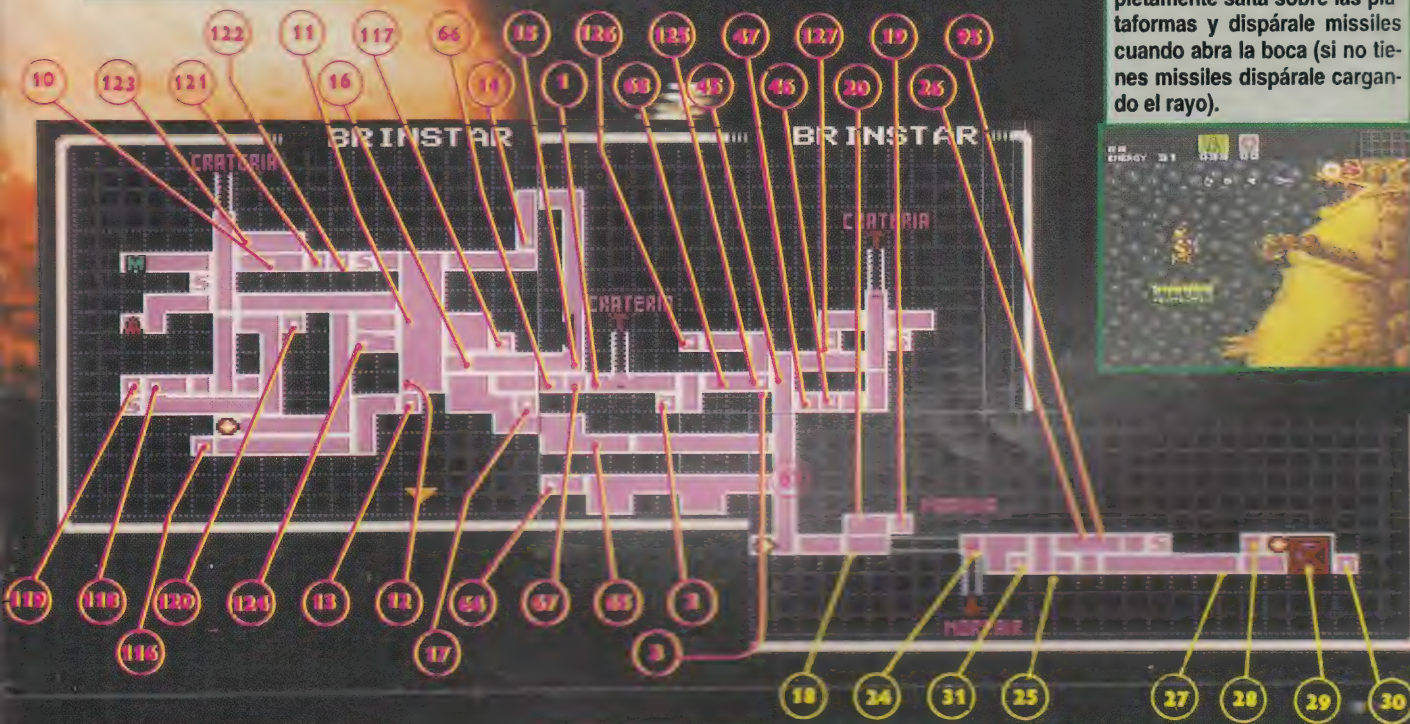 pletamente salta sobre las pla-
taformas y dispárale missiles
cuando abra la boca (si no tie-
nes missiles dispárale cargan-
do el rayo).
122 11 117 66 15 126 125 47 127 19 95
10 123 121 16 14 1 68 45 46 20 26
BRINSTAR BRINSTAR
CRATERIA
CRATERIA
CRATERIA
ENERGY 31
M
S
S
S
S
S
NORFAIR
119 118 120 124 13 12 64 67 65 2
116 17 3
18 24 31 25 27 28 29 30